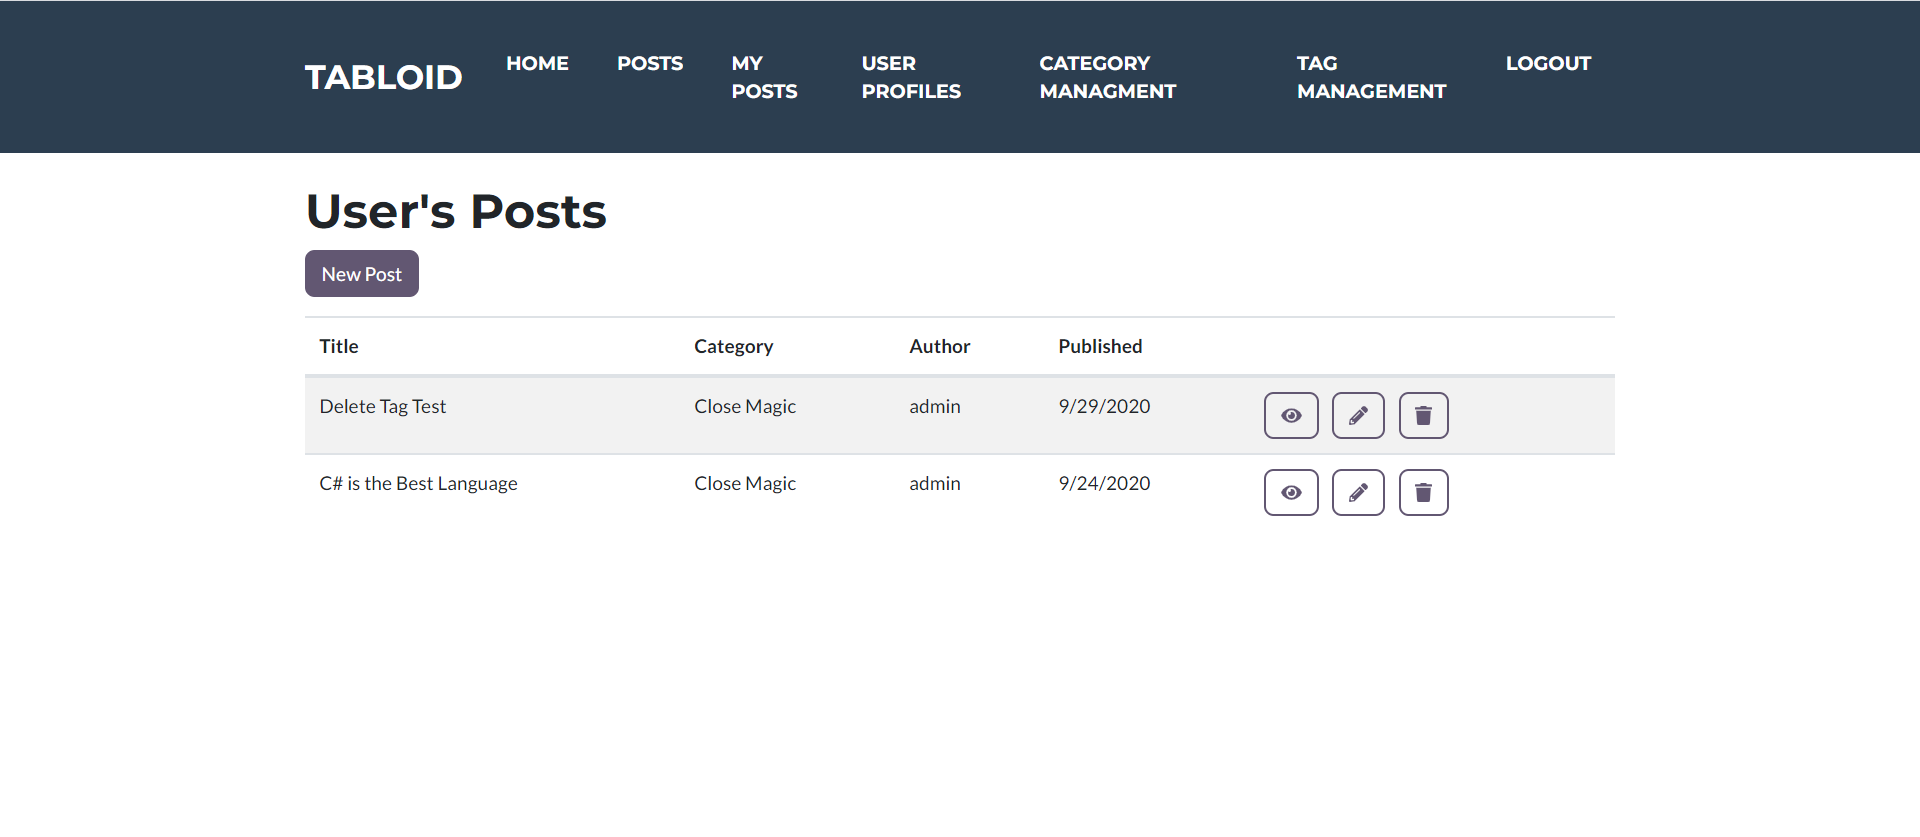 TABLOID
HOME
POSTS
MY
POSTS
USER
PROFILES
CATEGORY
MANAGMENT
TAG
MANAGEMENT
LOGOUT
User's Posts
New Post
Title Category Author Published
Delete Tag Test Close Magic admin 9/29/2020
C# is the Best Language Close Magic admin 9/24/2020